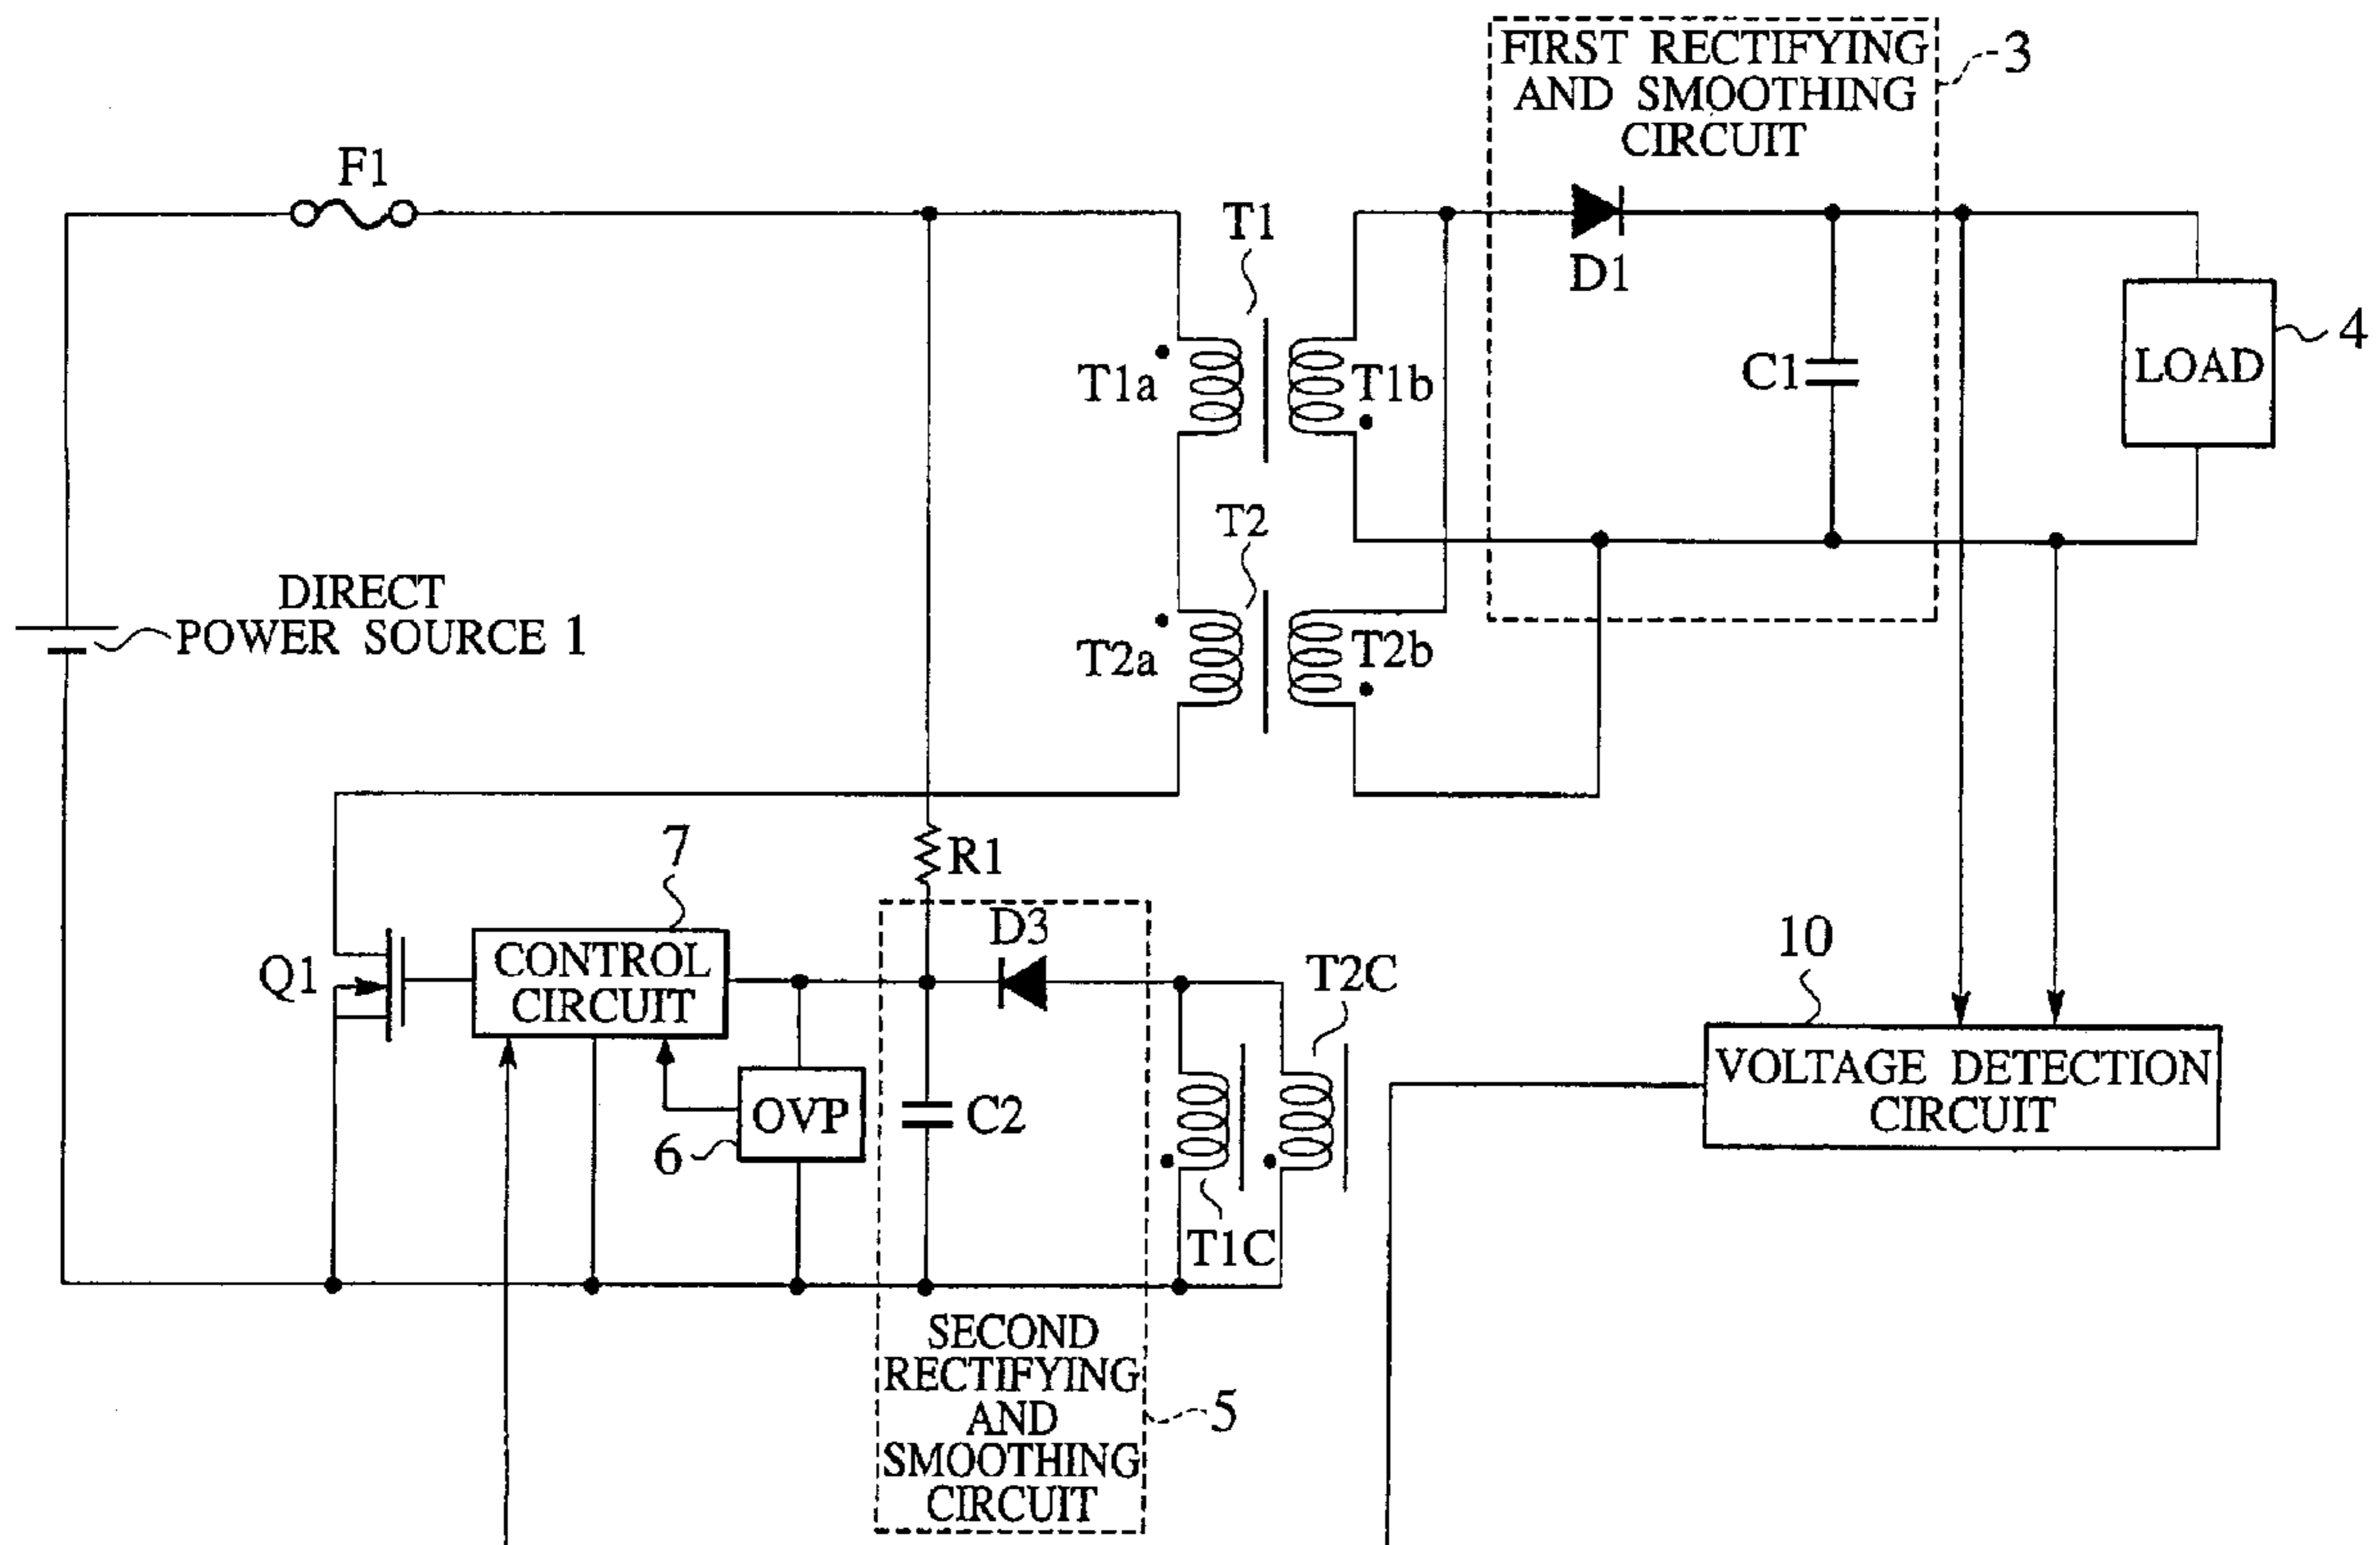 FIRST RECTIFYING
AND SMOOTHING
CIRCUIT
3
F1
T1
D1
T1a
T1b
C1
LOAD
4
T2
DIRECT
POWER SOURCE 1
T2a
T2b
7
R1
D3
10
Q1
CONTROL
CIRCUIT
T2C
VOLTAGE DETECTION
CIRCUIT
OVP
6
C2
T1C
SECOND
RECTIFYING
AND
SMOOTHING
CIRCUIT
5